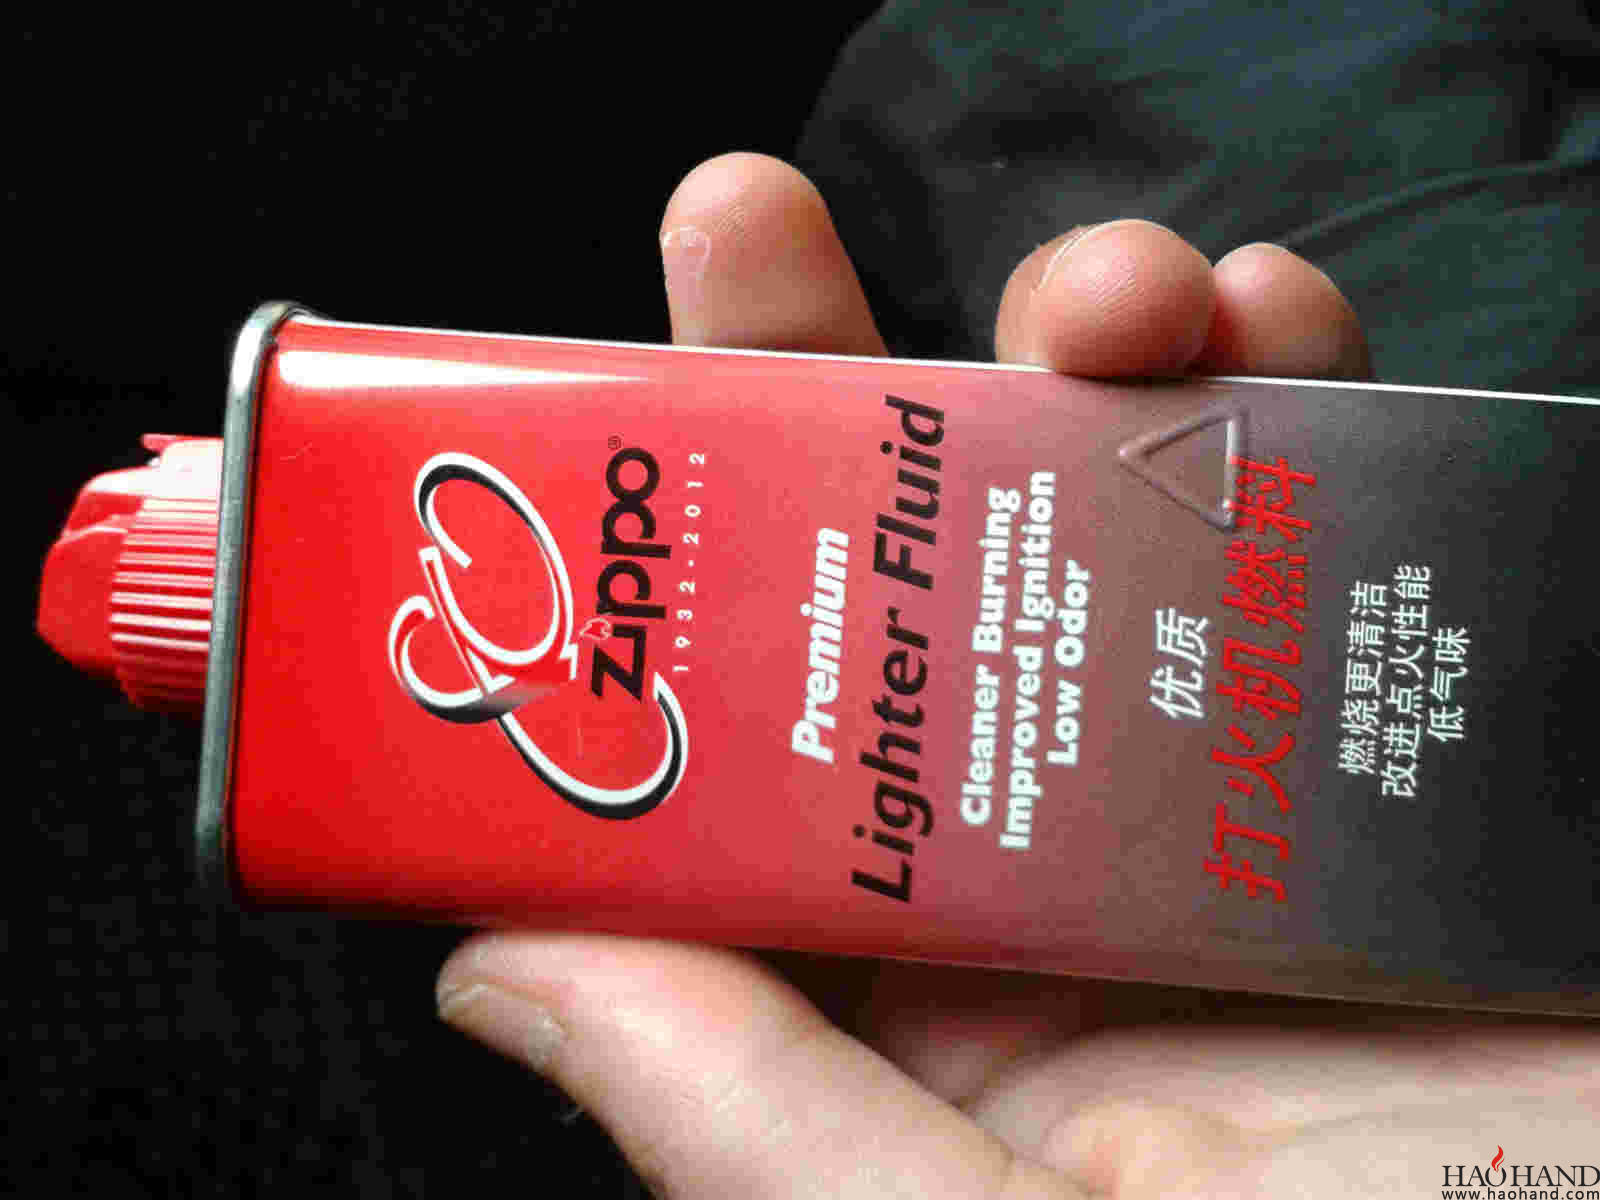 80
zippo®
1932·2012
Premium
Lighter Fluid
Cleaner Burning
Improved Ignition
Low Odor
优质
打火机燃料
燃烧更清洁
改进点火性能
低气味
HAOHAND
www.haohand.com